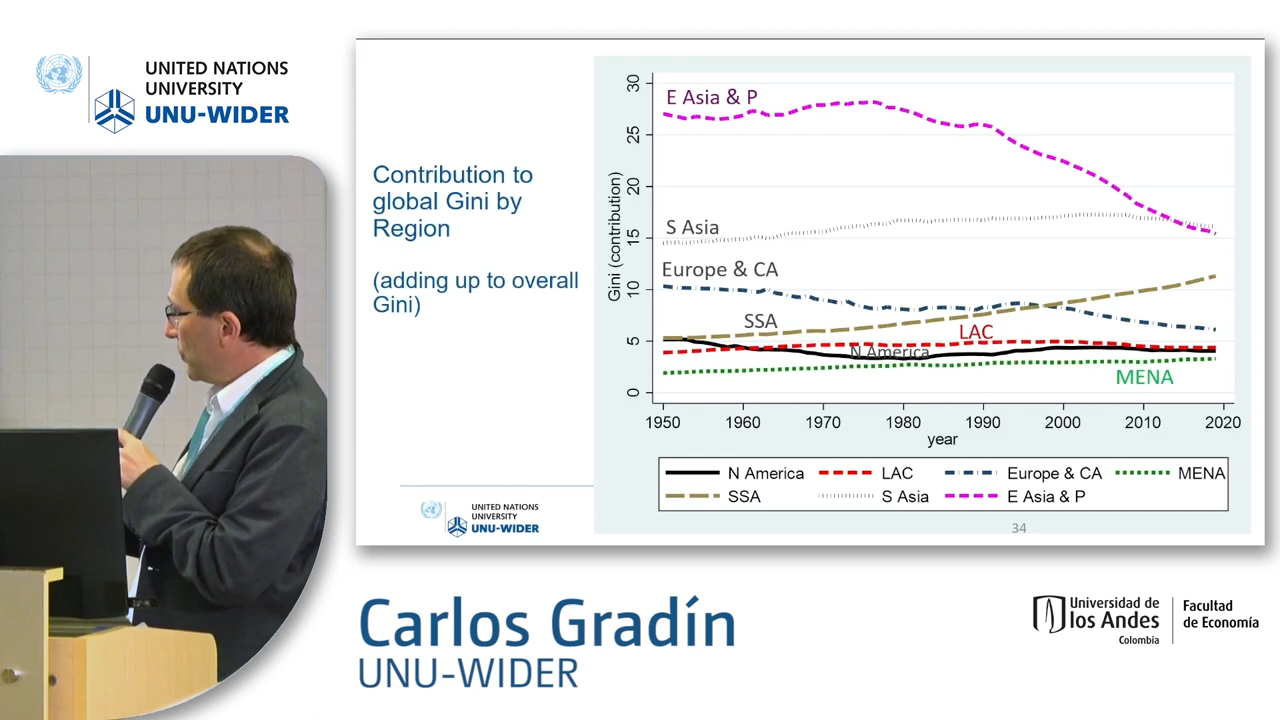 UNITED NATIONS
UNIVERSITY
UNU-WIDER
Contribution to
global Gini by
Region
(adding up to overall
Gini)
UNITED NATIONS
UNIVERSITY
UNU-WIDER
Gini (contribution)
30
25
20
15
10
5
0
E Asia & P
S Asia
Europe & CA
SSA
LAC
N America
MENA
1950 1960 1970 1980 1990 2000 2010 2020
year
N America LAC Europe & CA MENA
SSA S Asia E Asia & P
34
Carlos Gradín
UNU-WIDER
Universidad de
los Andes
Colombia
Facultad
de Economía